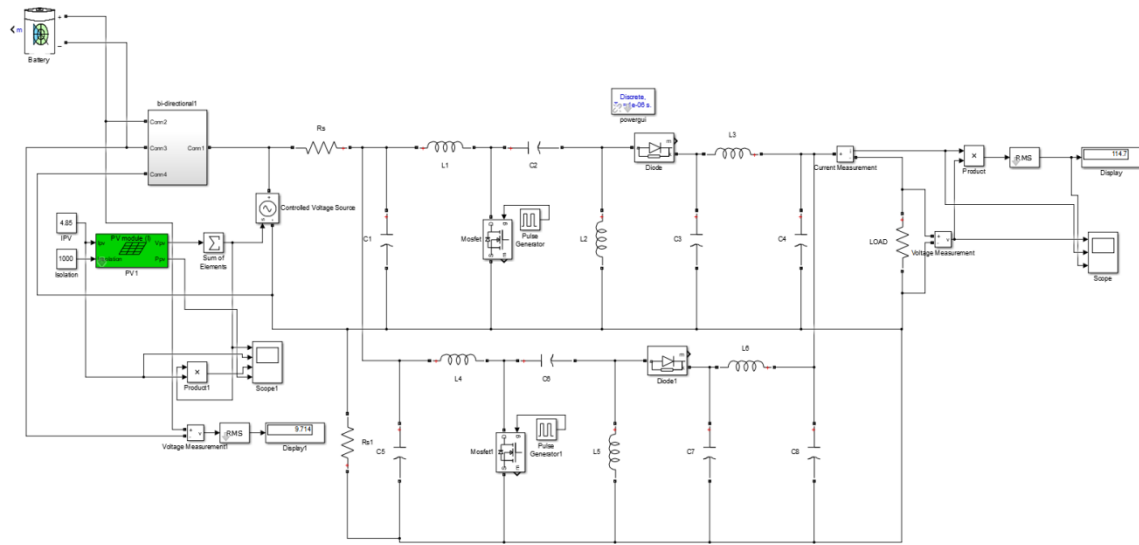 m
+
−
Battery
bi-directional1
Conn2
Conn3
Conn1
Conn4
Rs
L1
C2
Discrete,
powergui
Diode
m
L3
Current Measurement
Product
RMS
114.7
Display
Controlled Voltage Source
4.85
IPV
1000
Isolation
PV module (I)
Ipv
Vpv
Insolation
Ppv
PV1
Sum of
Elements
C1
Mosfet
Pulse
Generator
L2
C3
C4
LOAD
Voltage Measurement
Scope
Product1
Scope1
Voltage Measurement1
RMS
9.714
Display1
Rs1
L4
C6
Diode1
m
L6
C5
Mosfet1
Pulse
Generator1
L5
C7
C8